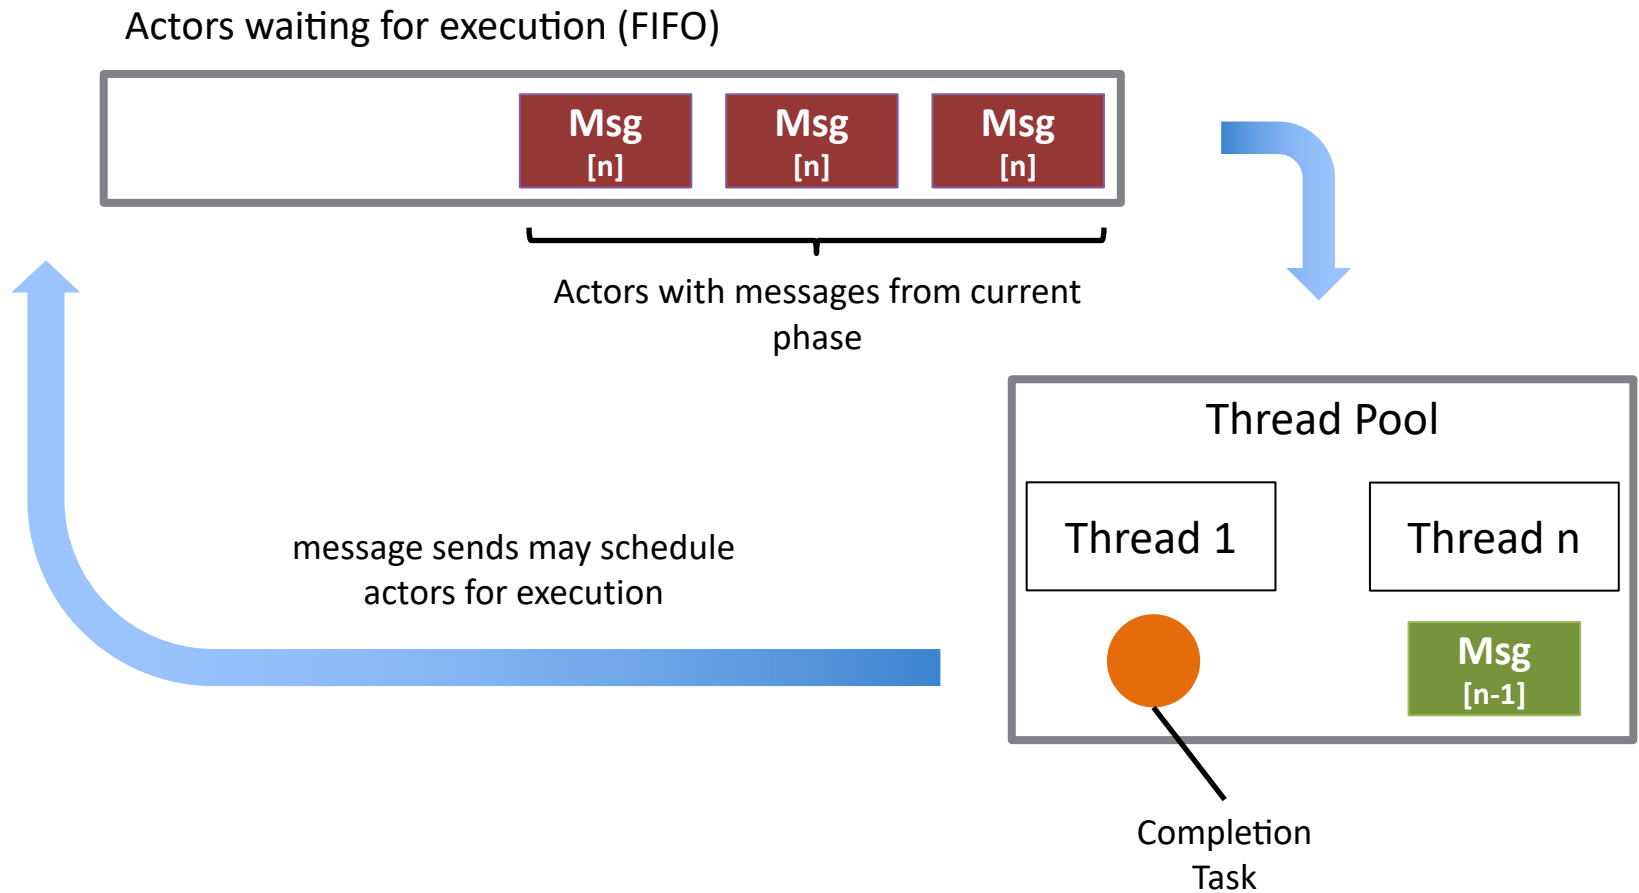 Actors waiting for execution (FIFO)
Msg
[n]
Msg
[n]
Msg
[n]
Actors with messages from current
phase
Thread Pool
Thread 1
Thread n
message sends may schedule
actors for execution
Msg
[n-1]
Completion
Task